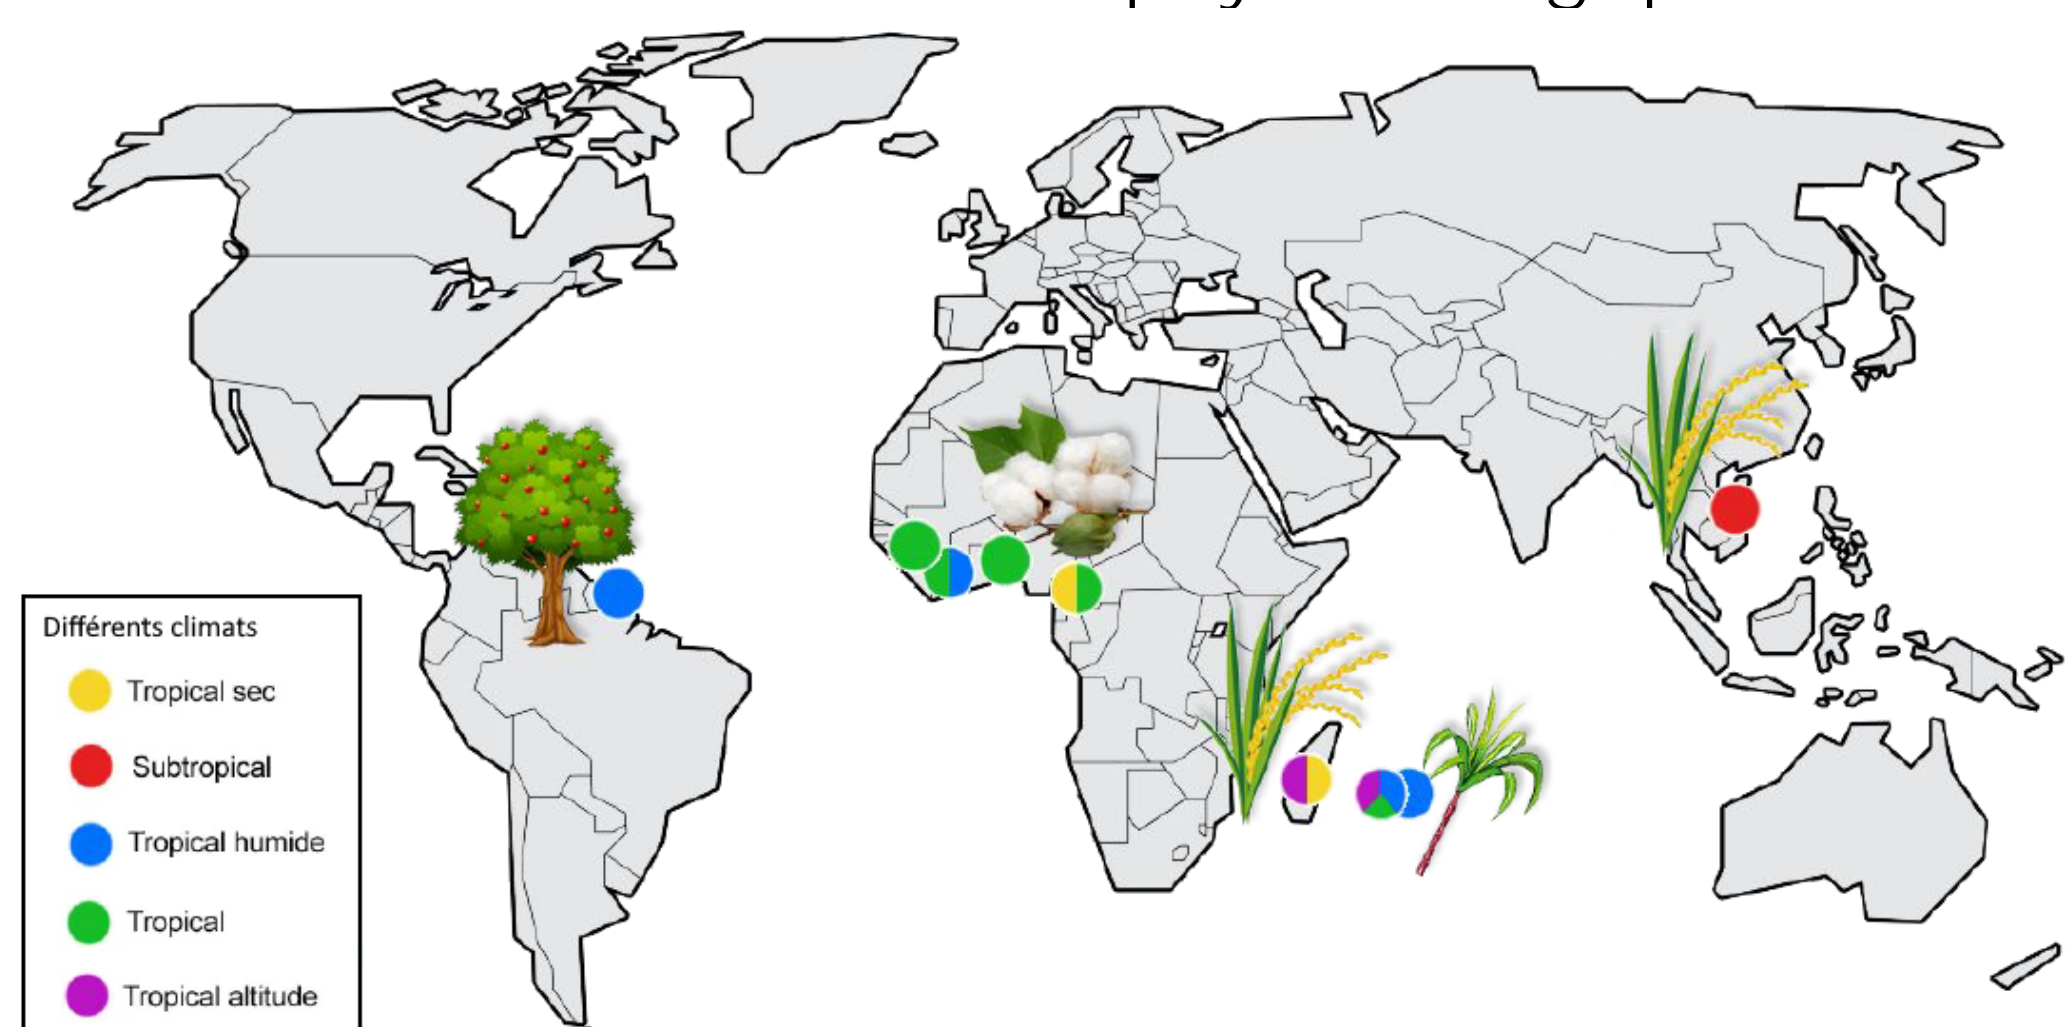 Différents climats
Tropical sec
Subtropical
Tropical humide
Tropical
Tropical altitude